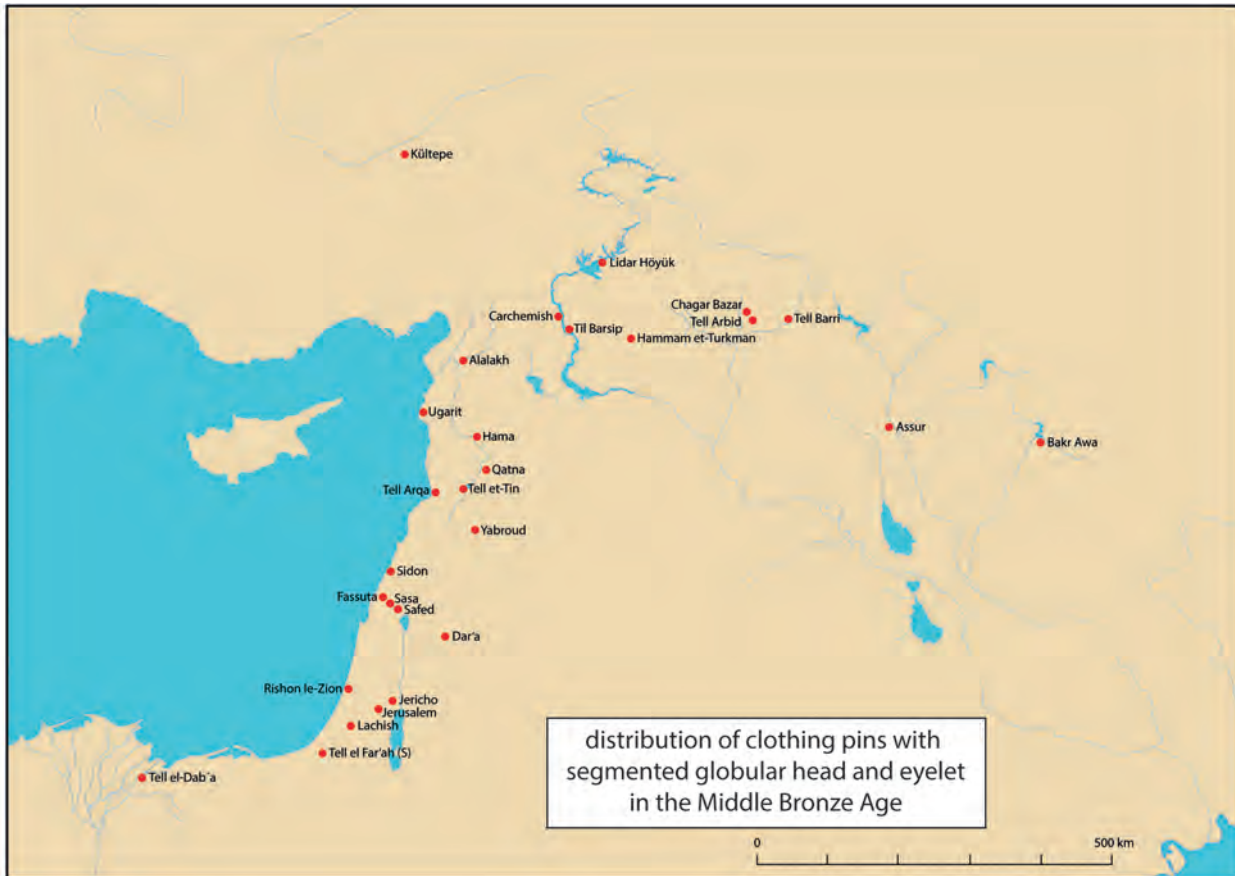 Kültepe
Lidar Höyük
Chagar Bazar
Tell Arbid
Tell Barri
Carchemish
Til Barsip
Hammam et-Turkman
Alalakh
Ugarit
Hama
Assur
Bakr Awa
Qatna
Tell Arqa
Tell et-Tin
Yabroud
Sidon
Fassuta
Sasa
Safed
Dar'a
Rishon le-Zion
Jericho
Jerusalem
Lachish
Tell el Far'ah (S)
Tell el-Dab´a
distribution of clothing pins with
segmented globular head and eyelet
in the Middle Bronze Age
0 500 km